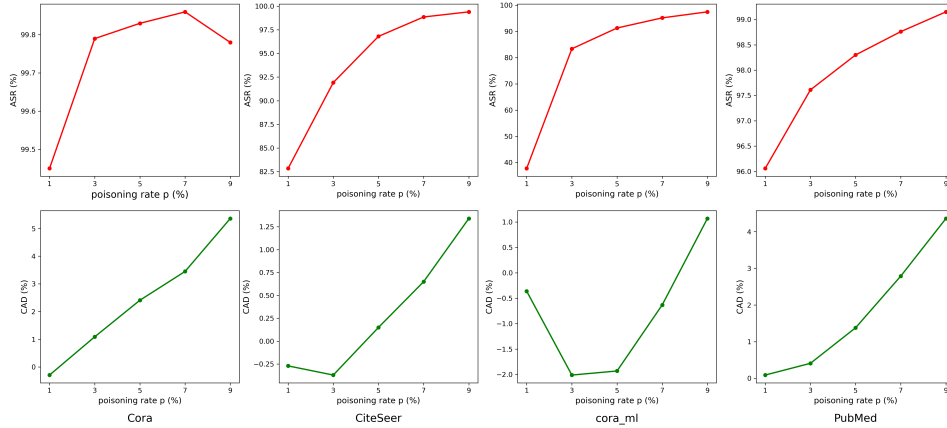 99.8
99.7
99.6
99.5
ASR (%)
1 3 5 7 9
poisoning rate p (%)
100.0
97.5
95.0
92.5
90.0
87.5
85.0
82.5
ASR (%)
1 3 5 7 9
poisoning rate p (%)
100
90
80
70
60
50
40
ASR (%)
1 3 5 7 9
poisoning rate p (%)
99.0
98.5
98.0
97.5
97.0
96.5
96.0
ASR (%)
1 3 5 7 9
poisoning rate p (%)
5
4
3
2
1
0
CAD (%)
1 3 5 7 9
poisoning rate p (%)
Cora
1.25
1.00
0.75
0.50
0.25
0.00
−0.25
CAD (%)
1 3 5 7 9
poisoning rate p (%)
CiteSeer
1.0
0.5
0.0
−0.5
−1.0
−1.5
−2.0
CAD (%)
1 3 5 7 9
poisoning rate p (%)
cora_ml
4
3
2
1
0
CAD (%)
1 3 5 7 9
poisoning rate p (%)
PubMed